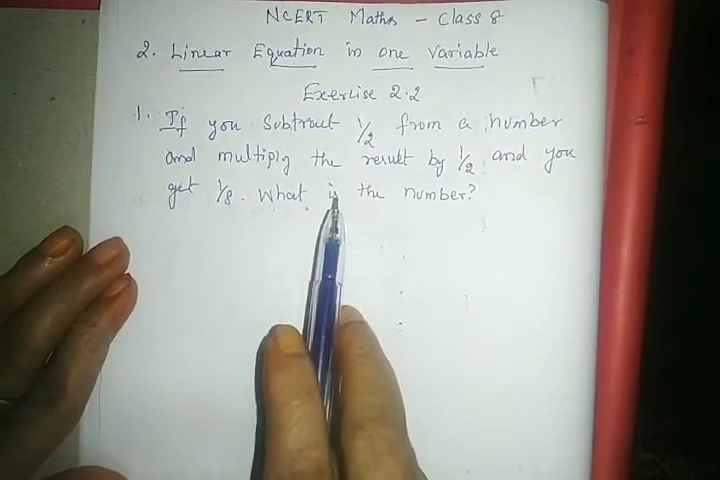 NCERT Maths - Class 8
2. Linear Equation in one Variable
Exercise 2.2
1. If you Subtract 1/2 from a number
and multiply the result by 1/2 and you
get 1/8. What is the number?